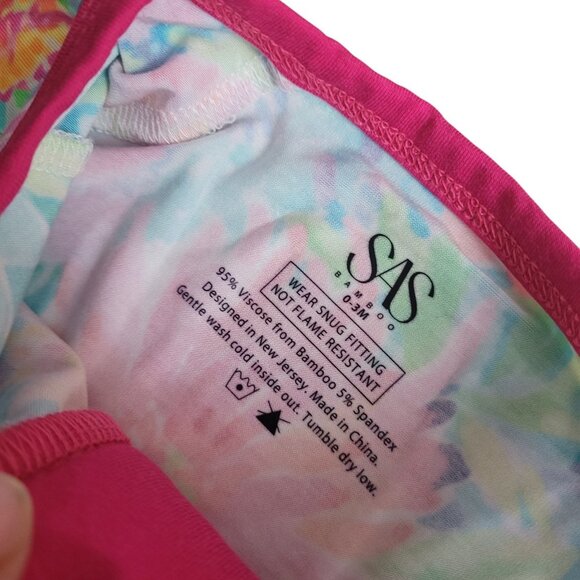 SAS
BAMBOO
0-3M
WEAR SNUG FITTING
NOT FLAME RESISTANT
95% Viscose from Bamboo 5% Spandex
Designed in New Jersey. Made in China.
Gentle wash cold inside out. Tumble dry low.